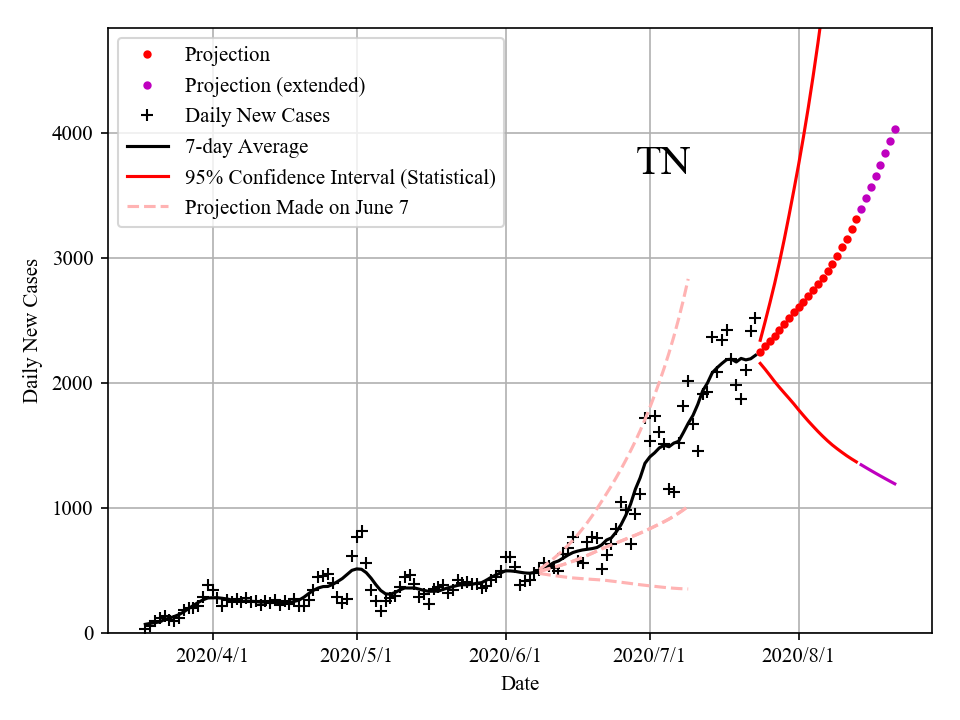 Projection
Projection (extended)
Daily New Cases
7-day Average
95% Confidence Interval (Statistical)
Projection Made on June 7
TN
4000
3000
2000
1000
0
Daily New Cases
2020/4/1
2020/5/1
2020/6/1
2020/7/1
2020/8/1
Date